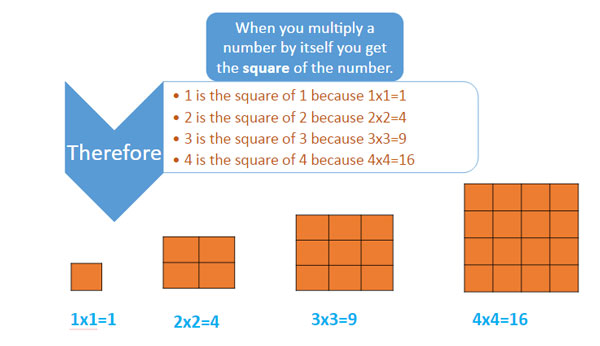 When you multiply a
number by itself you get
the square of the number.
Therefore
• 1 is the square of 1 because 1x1=1
• 2 is the square of 2 because 2x2=4
• 3 is the square of 3 because 3x3=9
• 4 is the square of 4 because 4x4=16
1x1=1
2x2=4
3x3=9
4x4=16